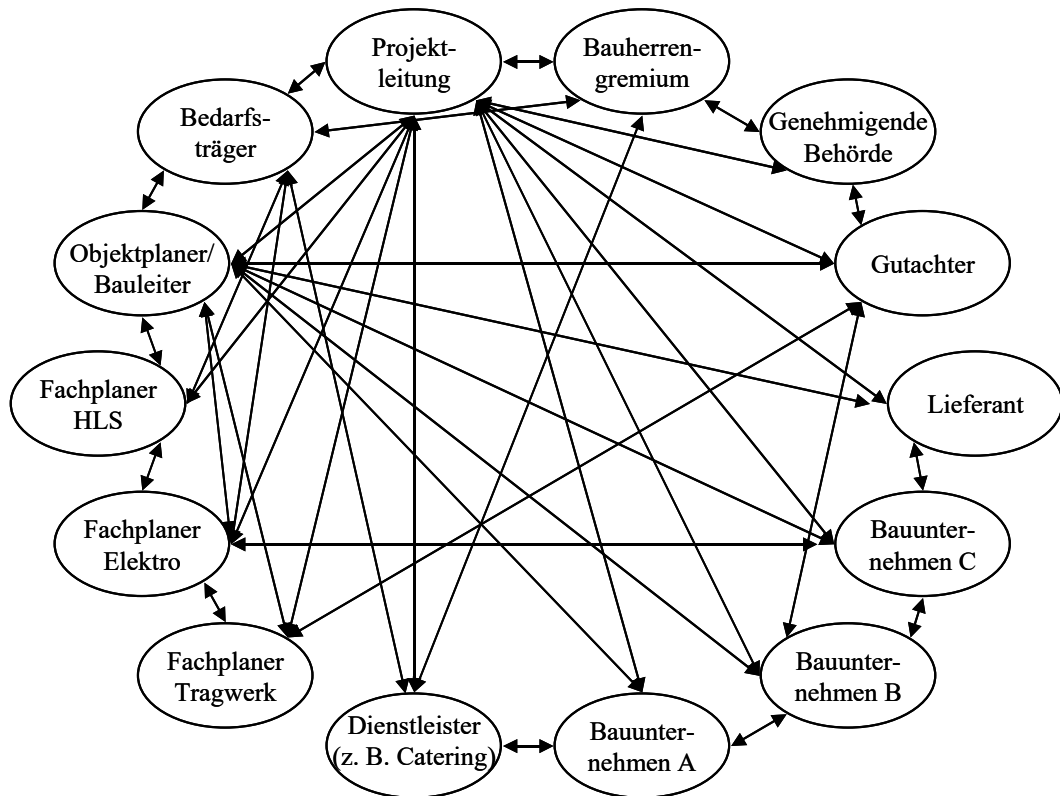 Projekt-
leitung
Bauherren-
gremium
Bedarfs-
träger
Genehmigende
Behörde
Objektplaner/
Bauleiter
Gutachter
Fachplaner
HLS
Lieferant
Fachplaner
Elektro
Bauunter-
nehmen C
Fachplaner
Tragwerk
Bauunter-
nehmen B
Dienstleister
(z. B. Catering)
Bauunter-
nehmen A